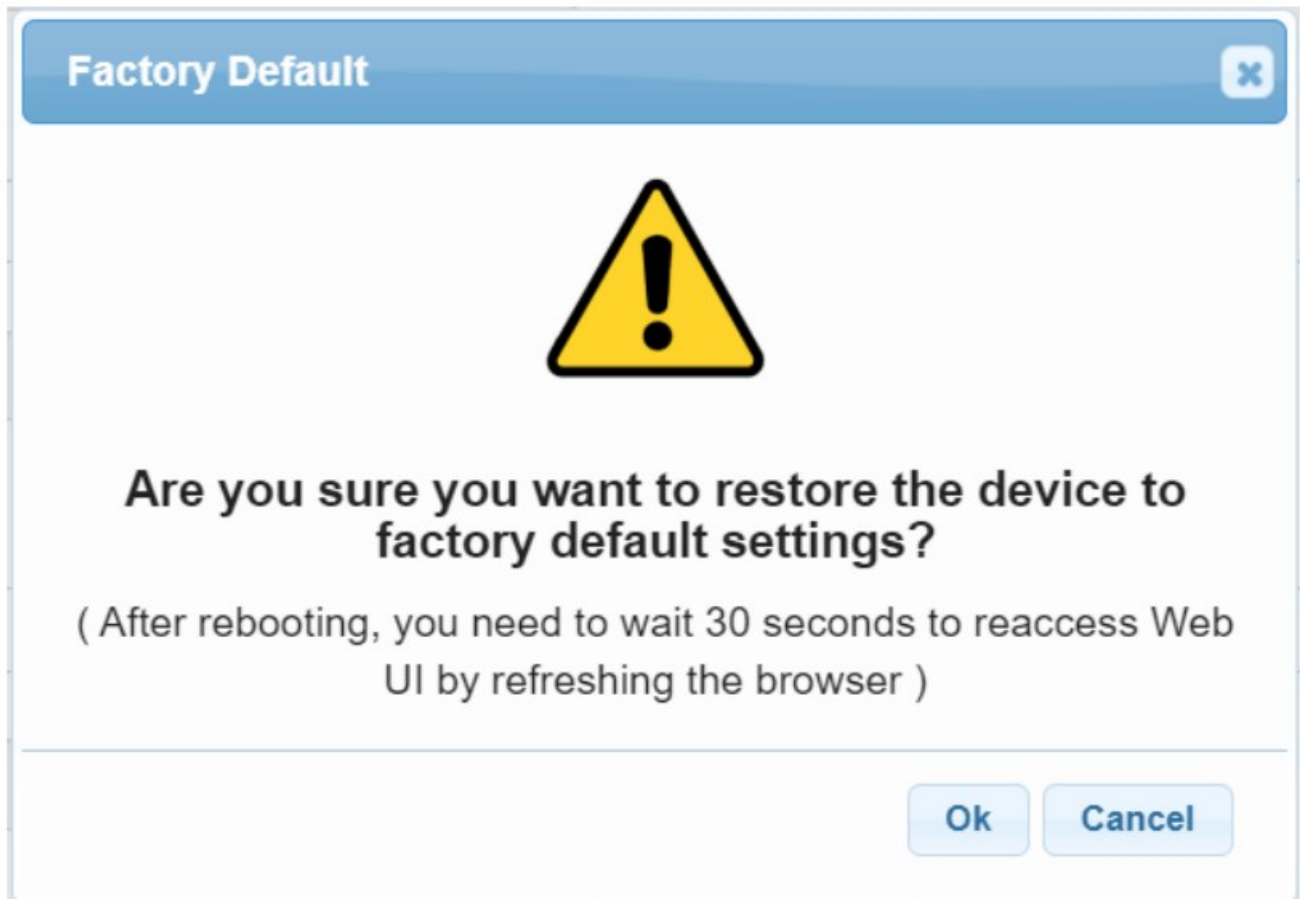 Factory Default
Are you sure you want to restore the device to
factory default settings?
( After rebooting, you need to wait 30 seconds to reaccess Web
UI by refreshing the browser )
Ok
Cancel